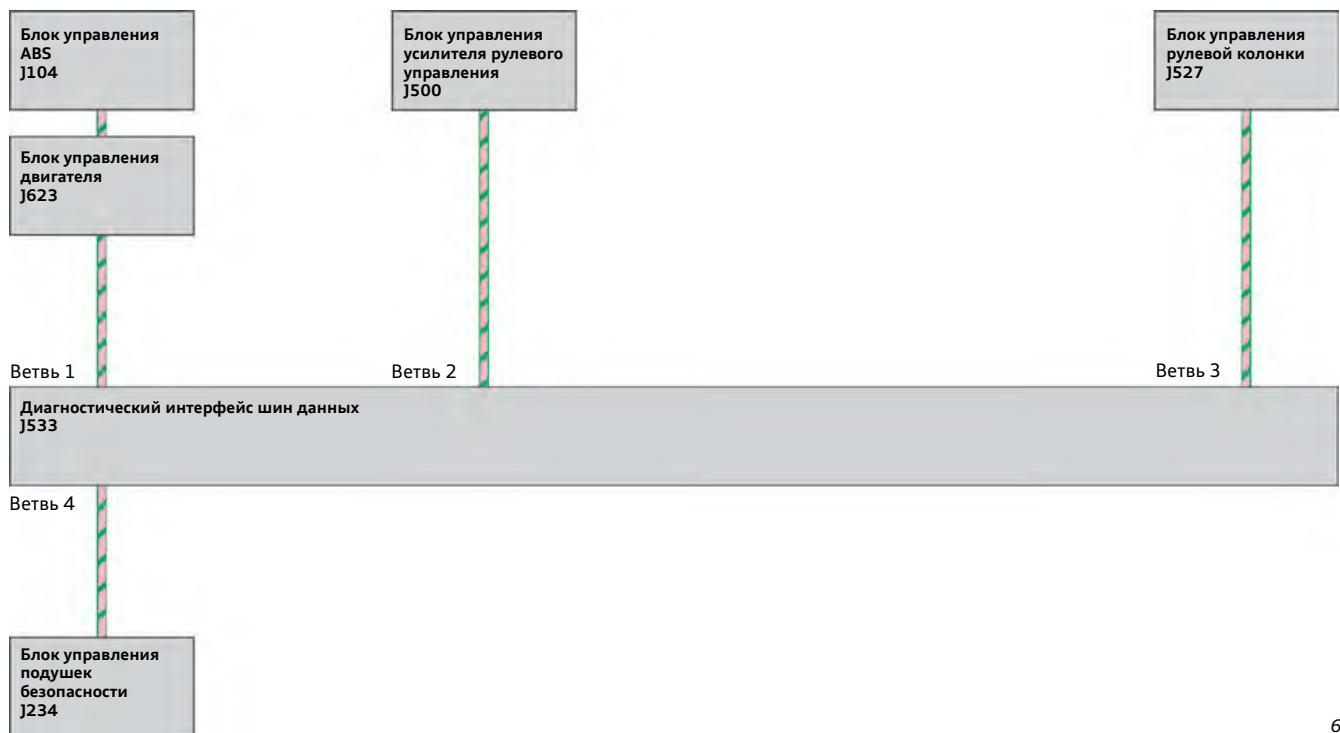 Блок управления
ABS
J104
Блок управления
усилителя рулевого
управления
J500
Блок управления
рулевой колонки
J527
Блок управления
двигателя
J623
Ветвь 1
Ветвь 2
Ветвь 3
Диагностический интерфейс шин данных
J533
Ветвь 4
Блок управления
подушек
безопасности
J234
6